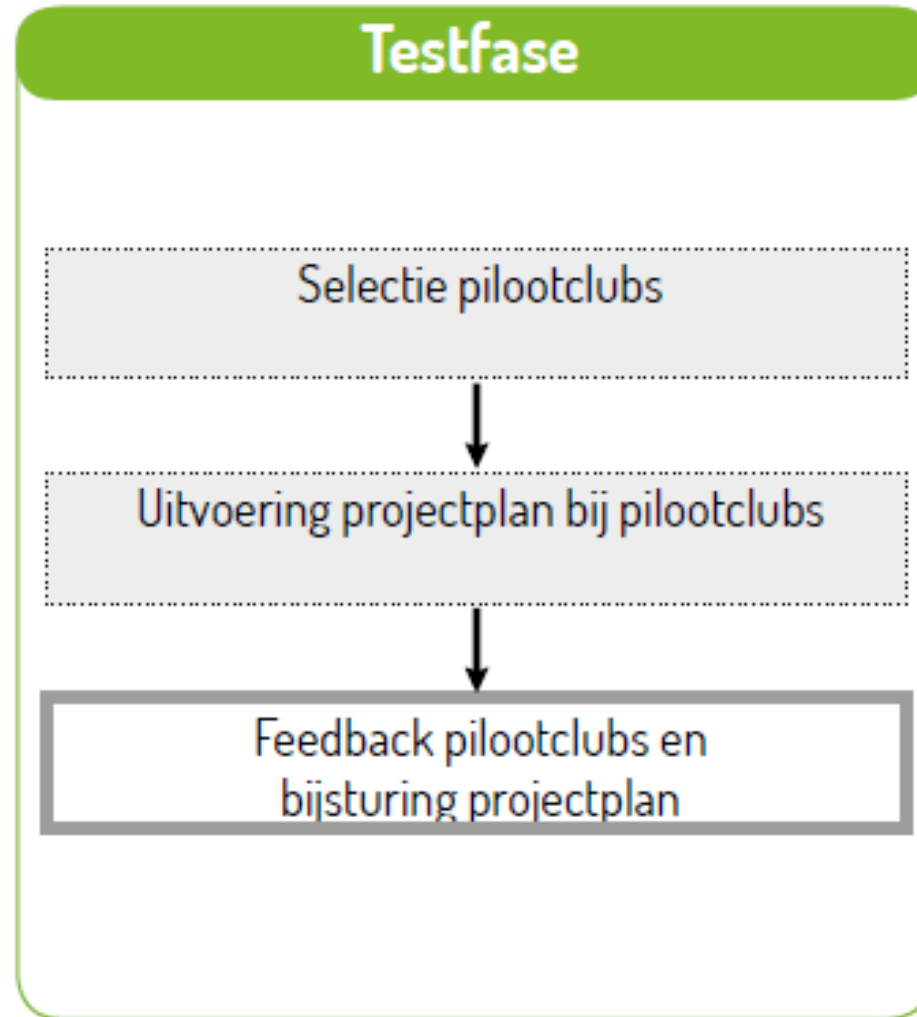 Testfase
Selectie pilootclubs
Uitvoering projectplan bij pilootclubs
Feedback pilootclubs en
bijsturing projectplan